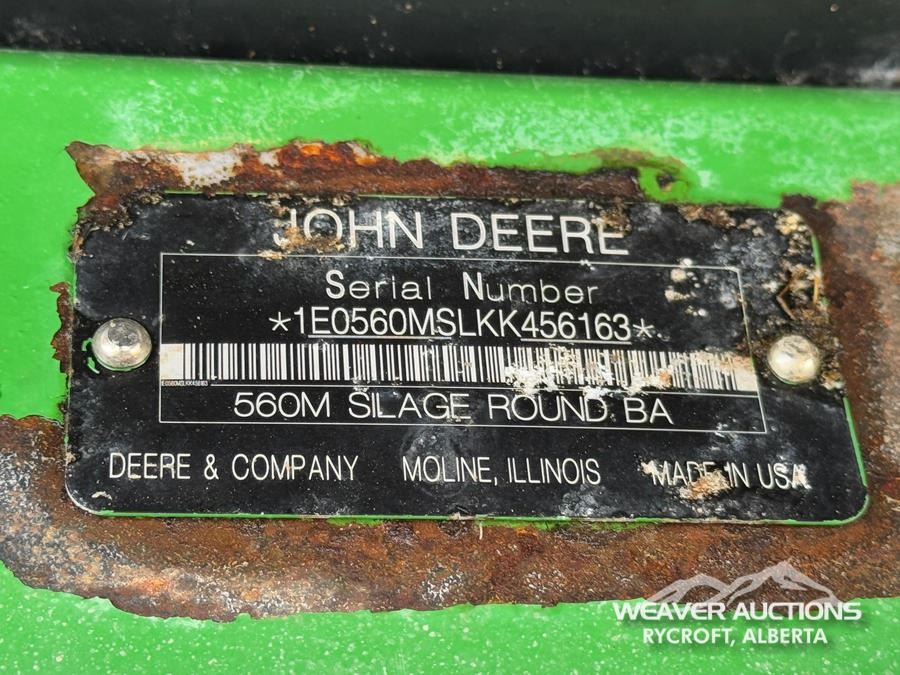 JOHN DEERE
Serial Number
*1E0560MSLKK456163*
1E0560MSLKK456163
560M SILAGE ROUND BA
DEERE & COMPANY MOLINE, ILLINOIS MADE IN USA
WEAVER AUCTIONS
RYCROFT, ALBERTA